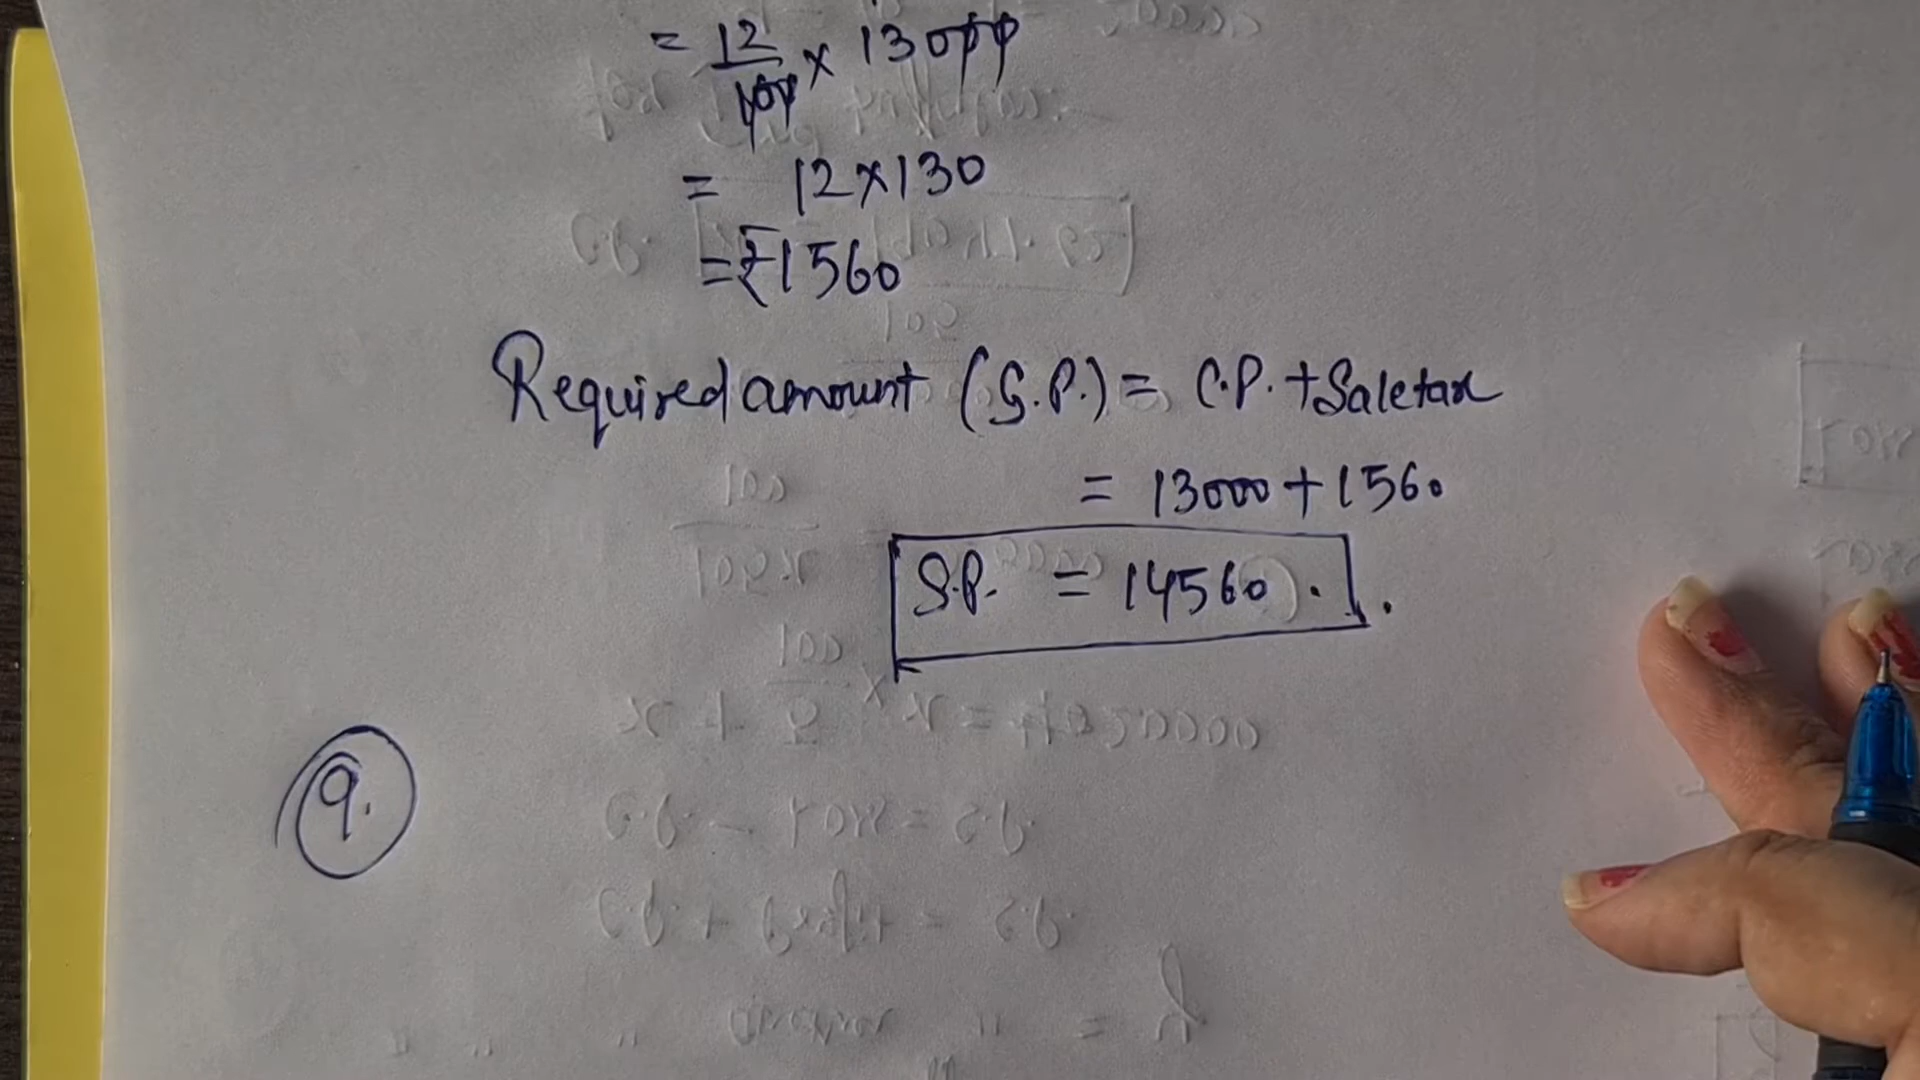 = 12/100 × 13000
= 12×130
= ₹1560
Required amount (S.P.) = C.P. + Saletax
= 13000 + 1560
S.P. = 14560.
9.